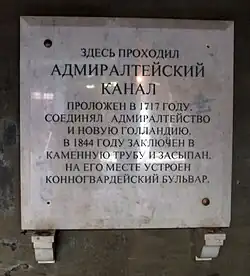 ЗДЕСЬ ПРОХОДИЛ
АДМИРАЛТЕЙСКИЙ
КАНАЛ
ПРОЛОЖЕН В 1717 ГОДУ.
СОЕДИНЯЛ АДМИРАЛТЕЙСТВО
И НОВУЮ ГОЛЛАНДИЮ.
В 1844 ГОДУ ЗАКЛЮЧЕН В
КАМЕННУЮ ТРУБУ И ЗАСЫПАН.
НА ЕГО МЕСТЕ УСТРОЕН
КОННОГВАРДЕЙСКИЙ БУЛЬВАР.